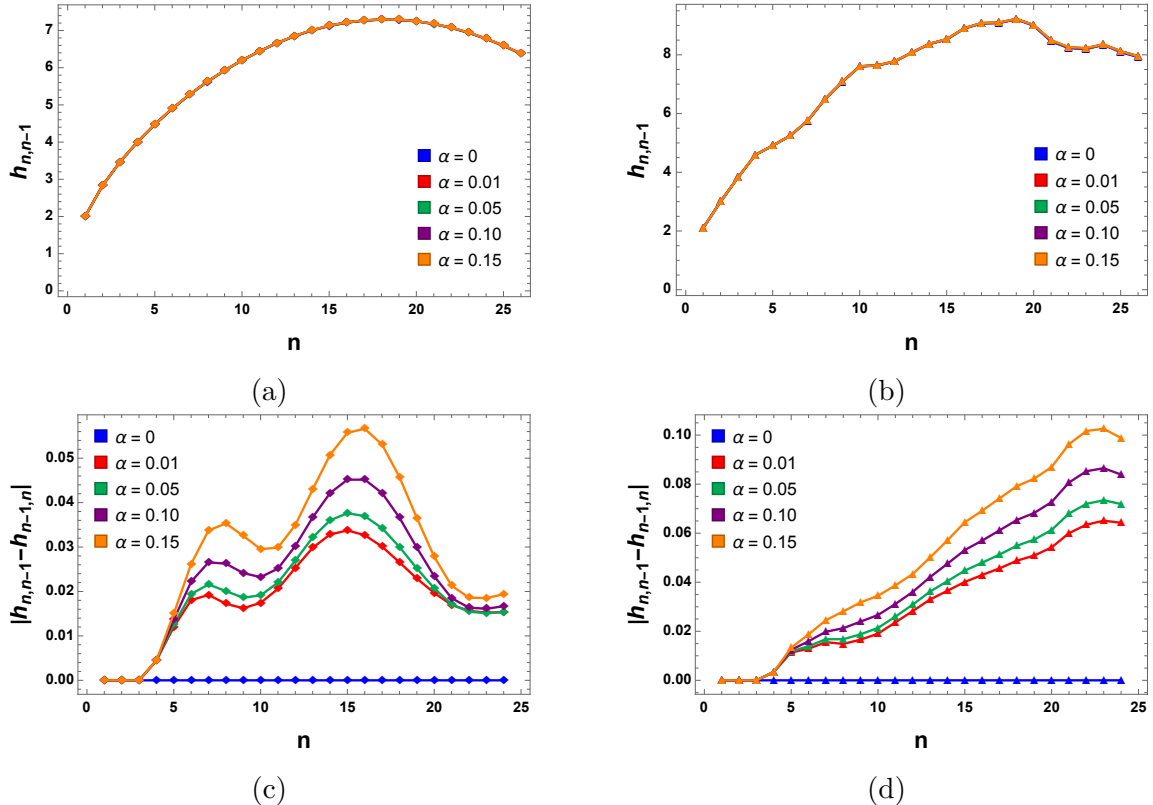 7
6
5
4
3
2
1
0
h_{n,n-1}
α = 0
α = 0.01
α = 0.05
α = 0.10
α = 0.15
0 5 10 15 20 25
n
(a)
8
6
4
2
0
h_{n,n-1}
α = 0
α = 0.01
α = 0.05
α = 0.10
α = 0.15
0 5 10 15 20 25
n
(b)
0.05
0.04
0.03
0.02
0.01
0.00
|h_{n,n-1}-h_{n-1,n}|
α = 0
α = 0.01
α = 0.05
α = 0.10
α = 0.15
0 5 10 15 20 25
n
(c)
0.10
0.08
0.06
0.04
0.02
0.00
|h_{n,n-1}-h_{n-1,n}|
α = 0
α = 0.01
α = 0.05
α = 0.10
α = 0.15
0 5 10 15 20 25
n
(d)